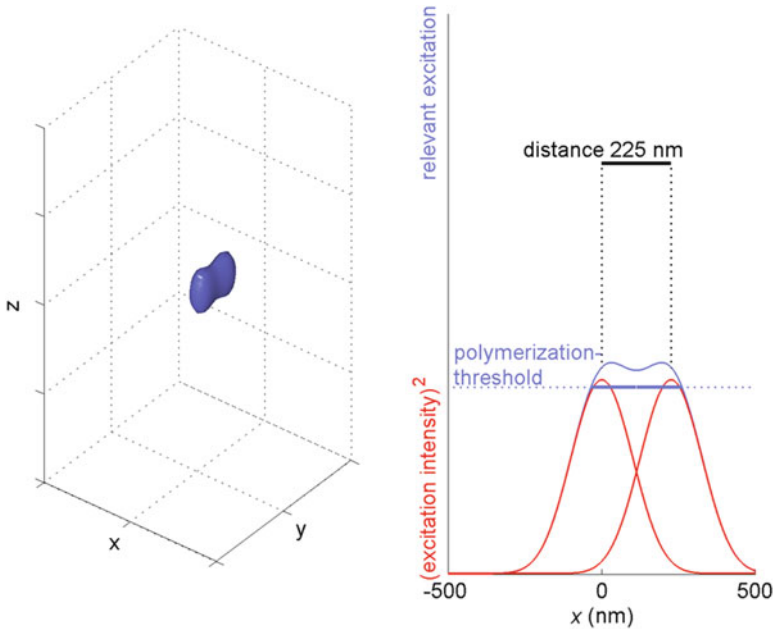 z
x
y
relevant excitation
(excitation intensity)²
distance 225 nm
polymerization
threshold
-500
0
500
x (nm)